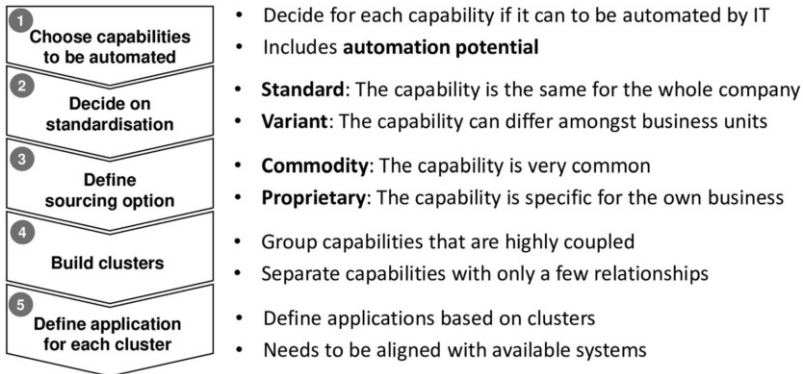 1
Choose capabilities
to be automated
• Decide for each capability if it can to be automated by IT
• Includes automation potential
2
Decide on
standardisation
• Standard: The capability is the same for the whole company
• Variant: The capability can differ amongst business units
3
Define
sourcing option
• Commodity: The capability is very common
• Proprietary: The capability is specific for the own business
4
Build clusters
• Group capabilities that are highly coupled
• Separate capabilities with only a few relationships
5
Define application
for each cluster
• Define applications based on clusters
• Needs to be aligned with available systems